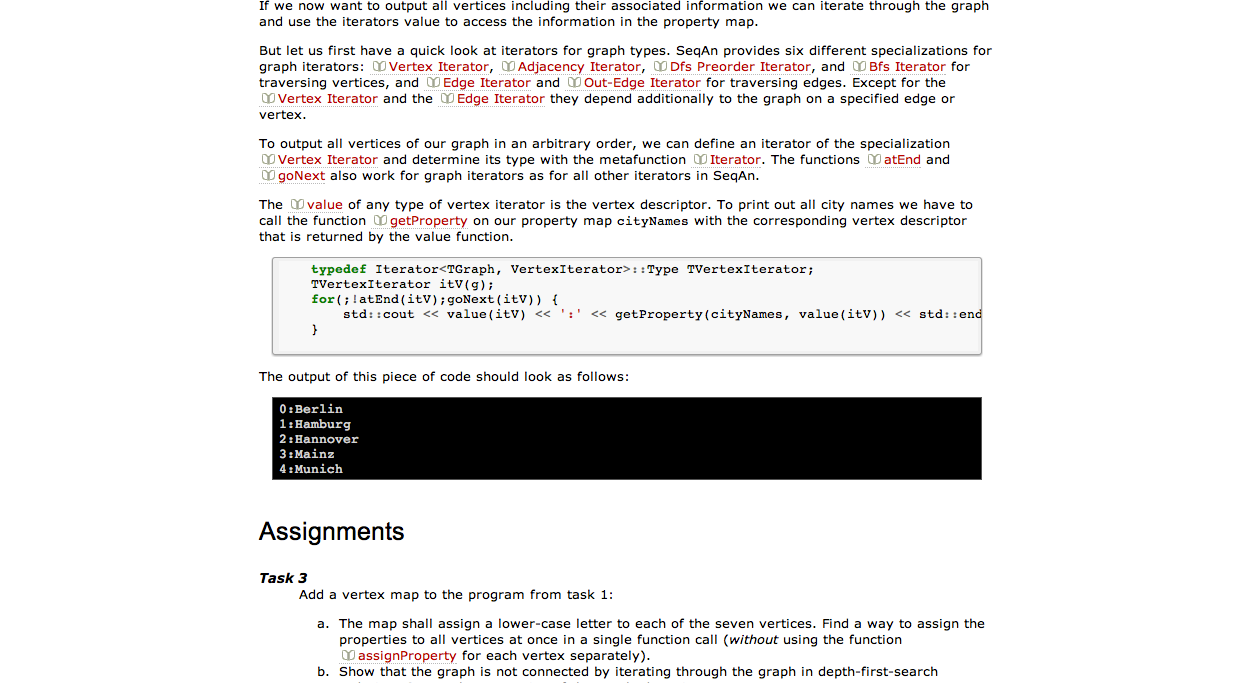 If we now want to output all vertices including their associated information we can iterate through the graph
and use the iterators value to access the information in the property map.
But let us first have a quick look at iterators for graph types. SeqAn provides six different specializations for
graph iterators: Vertex Iterator, Adjacency Iterator, Dfs Preorder Iterator, and Bfs Iterator for
traversing vertices, and Edge Iterator and Out-Edge Iterator for traversing edges. Except for the
Vertex Iterator and the Edge Iterator they depend additionally to the graph on a specified edge or
vertex.
To output all vertices of our graph in an arbitrary order, we can define an iterator of the specialization
Vertex Iterator and determine its type with the metafunction Iterator. The functions atEnd and
goNext also work for graph iterators as for all other iterators in SeqAn.
The value of any type of vertex iterator is the vertex descriptor. To print out all city names we have to
call the function getProperty on our property map cityNames with the corresponding vertex descriptor
that is returned by the value function.
typedef Iterator<TGraph, VertexIterator>::Type TVertexIterator;
TVertexIterator itV(g);
for(;!atEnd(itV);goNext(itV)) {
std::cout << value(itV) << ':' << getProperty(cityNames, value(itV)) << std::end
}
The output of this piece of code should look as follows:
0:Berlin
1:Hamburg
2:Hannover
3:Mainz
4:Munich
Assignments
Task 3
Add a vertex map to the program from task 1:
a. The map shall assign a lower-case letter to each of the seven vertices. Find a way to assign the
properties to all vertices at once in a single function call (without using the function
assignProperty for each vertex separately).
b. Show that the graph is not connected by iterating through the graph in depth-first-search